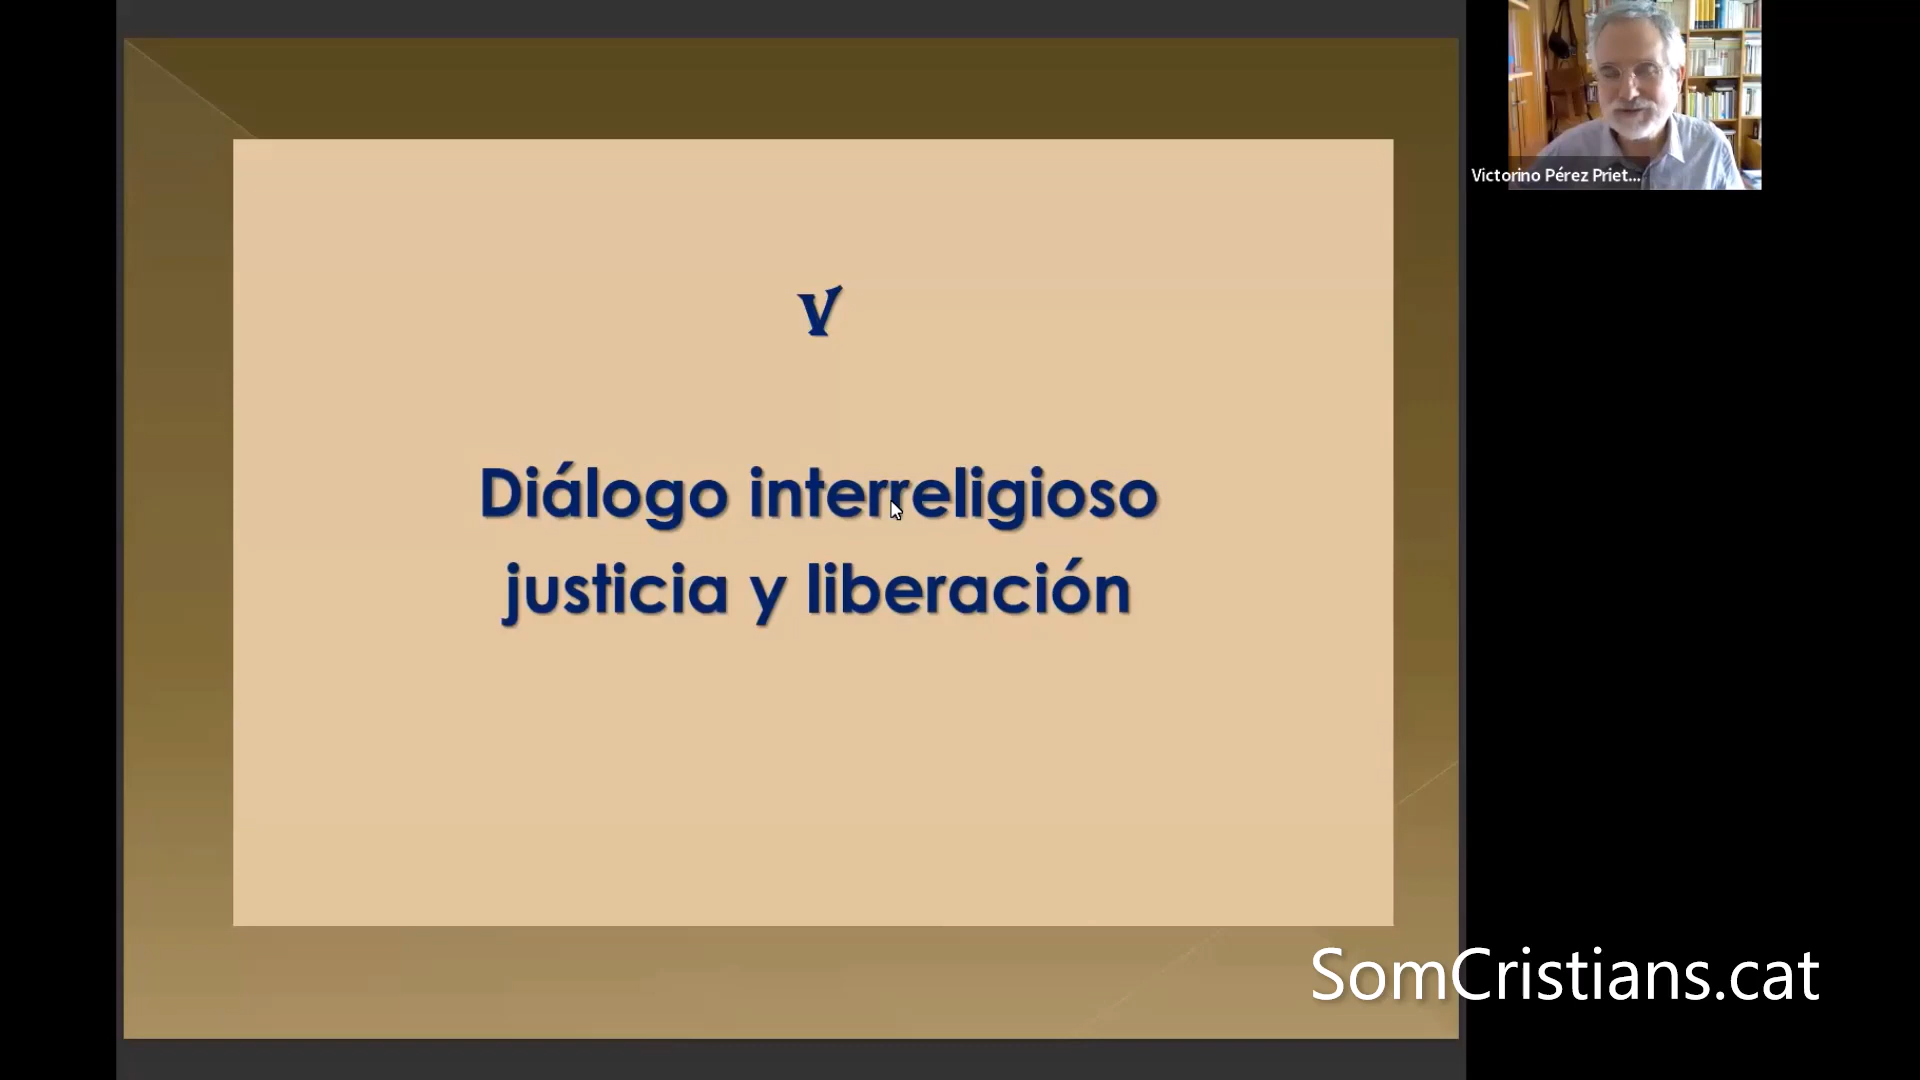 V
Diálogo interreligioso
justicia y liberación
Victorino Pérez Priet...
SomCristians.cat